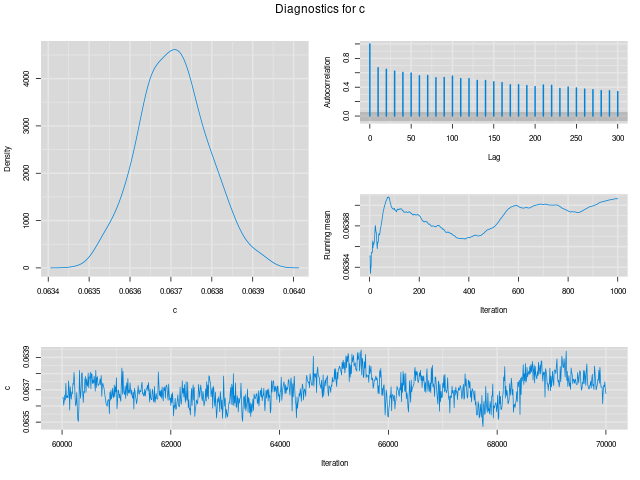 Diagnostics for c
Density
0 1000 2000 3000 4000
0.0634 0.0635 0.0636 0.0637 0.0638 0.0639 0.0640
c
Autocorrelation
0.0 0.4 0.8
0 50 100 150 200 250 300
Lag
Running mean
0.06364 0.06368
0 200 400 600 800 1000
Iteration
c
0.0635 0.0637 0.0639
60000 62000 64000 66000 68000 70000
Iteration